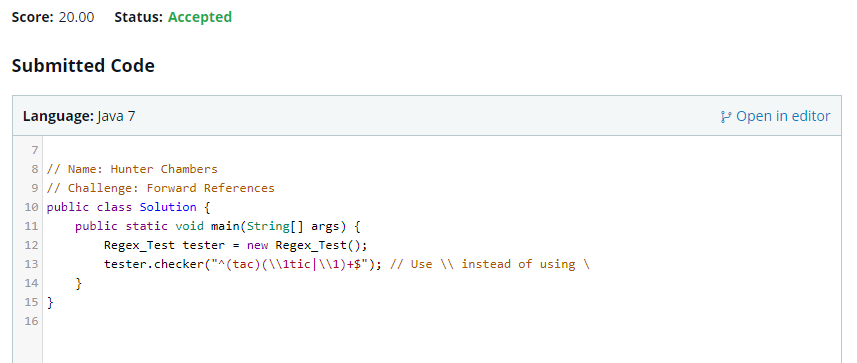 Score: 20.00 Status: Accepted
Submitted Code
Language: Java 7 Open in editor
7
8 // Name: Hunter Chambers
9 // Challenge: Forward References
10 public class Solution {
11 public static void main(String[] args) {
12 Regex_Test tester = new Regex_Test();
13 tester.checker("^(tac)(\\1tic|\\1)+$"); // Use \\ instead of using \
14 }
15 }
16